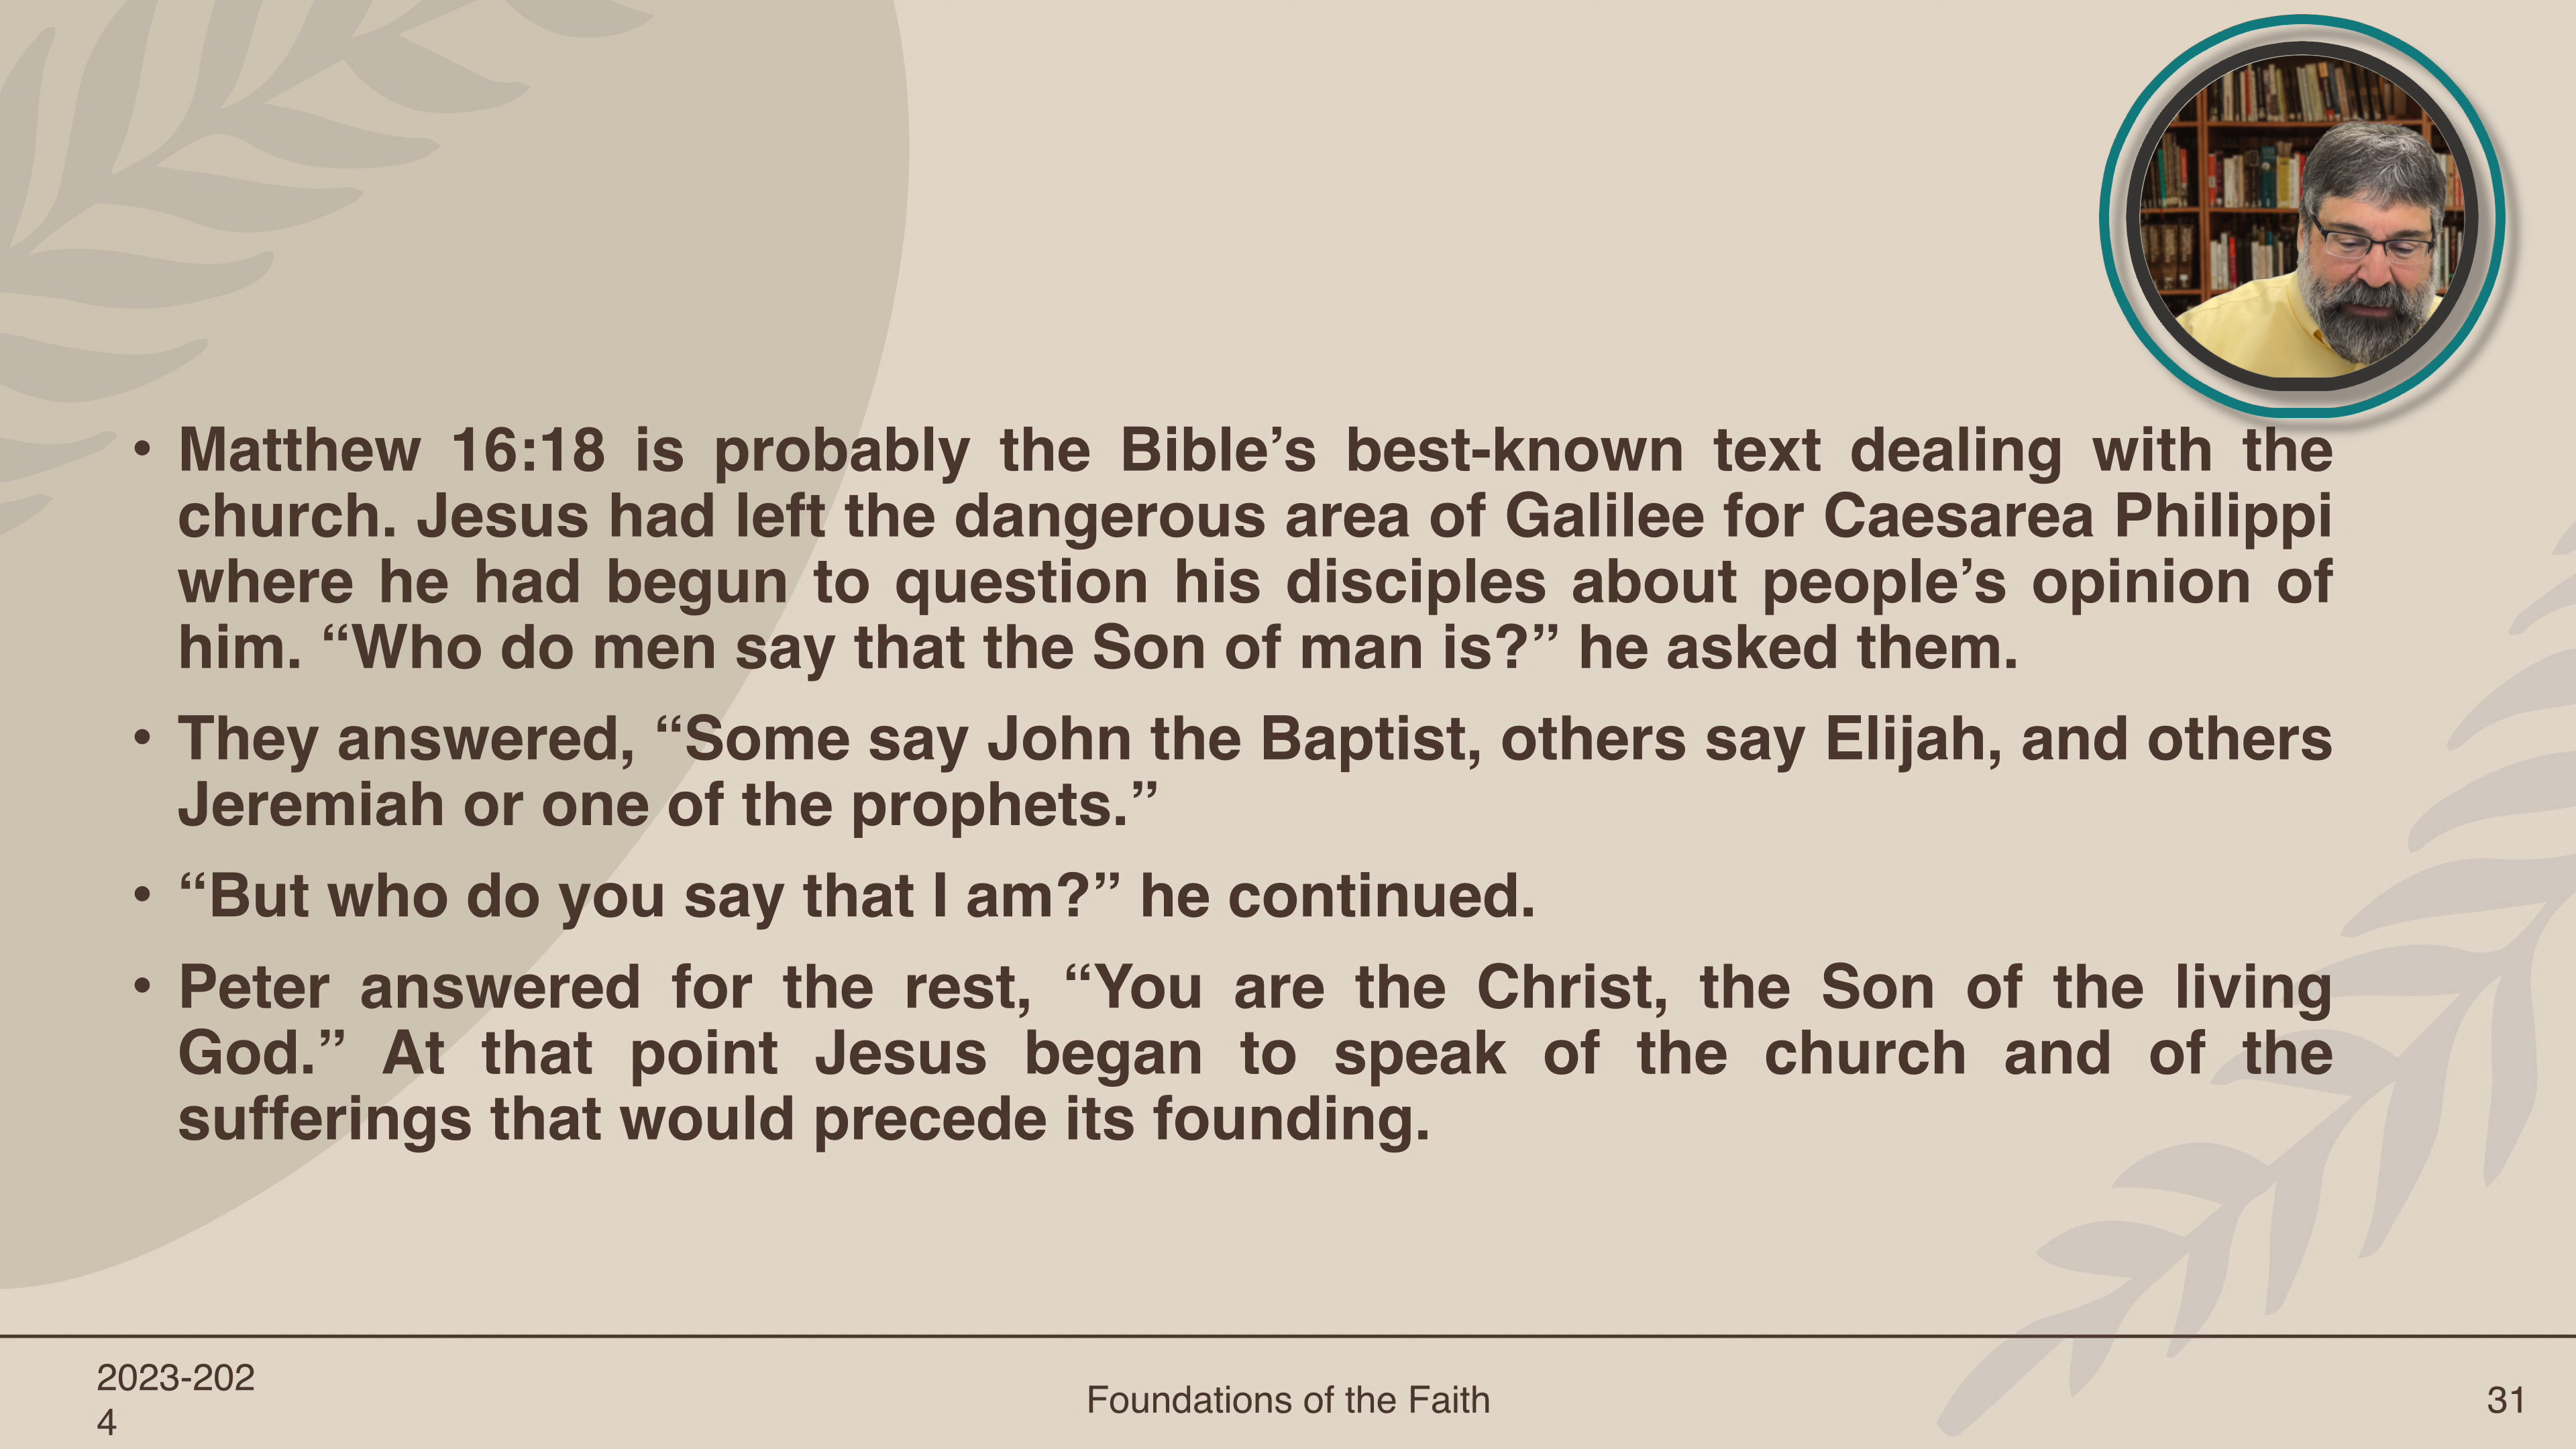 • Matthew 16:18 is probably the Bible’s best-known text dealing with the
church. Jesus had left the dangerous area of Galilee for Caesarea Philippi
where he had begun to question his disciples about people’s opinion of
him. “Who do men say that the Son of man is?” he asked them.
• They answered, “Some say John the Baptist, others say Elijah, and others
Jeremiah or one of the prophets.”
• “But who do you say that I am?” he continued.
• Peter answered for the rest, “You are the Christ, the Son of the living
God.” At that point Jesus began to speak of the church and of the
sufferings that would precede its founding.
2023-202
4
Foundations of the Faith
31